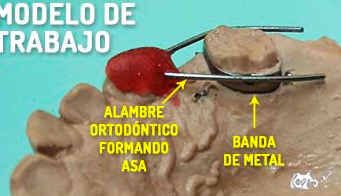 MODELO DE
TRABAJO
ALAMBRE
ORTODÓNTICO
FORMANDO
ASA
BANDA
DE METAL